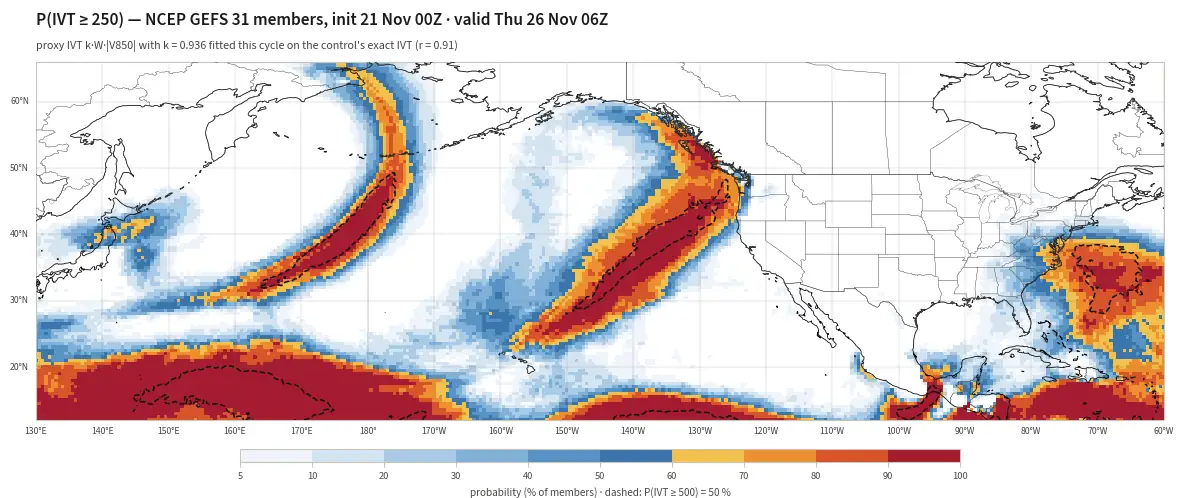 P(IVT ≥ 250) — NCEP GEFS 31 members, init 21 Nov 00Z · valid Thu 26 Nov 06Z
proxy IVT k·W·|V850| with k = 0.936 fitted this cycle on the control's exact IVT (r = 0.91)
60°N
50°N
40°N
30°N
20°N
130°E 140°E 150°E 160°E 170°E 180° 170°W 160°W 150°W 140°W 130°W 120°W 110°W 100°W 90°W 80°W 70°W 60°W
5 10 20 30 40 50 60 70 80 90 100
probability (% of members) · dashed: P(IVT ≥ 500) = 50 %